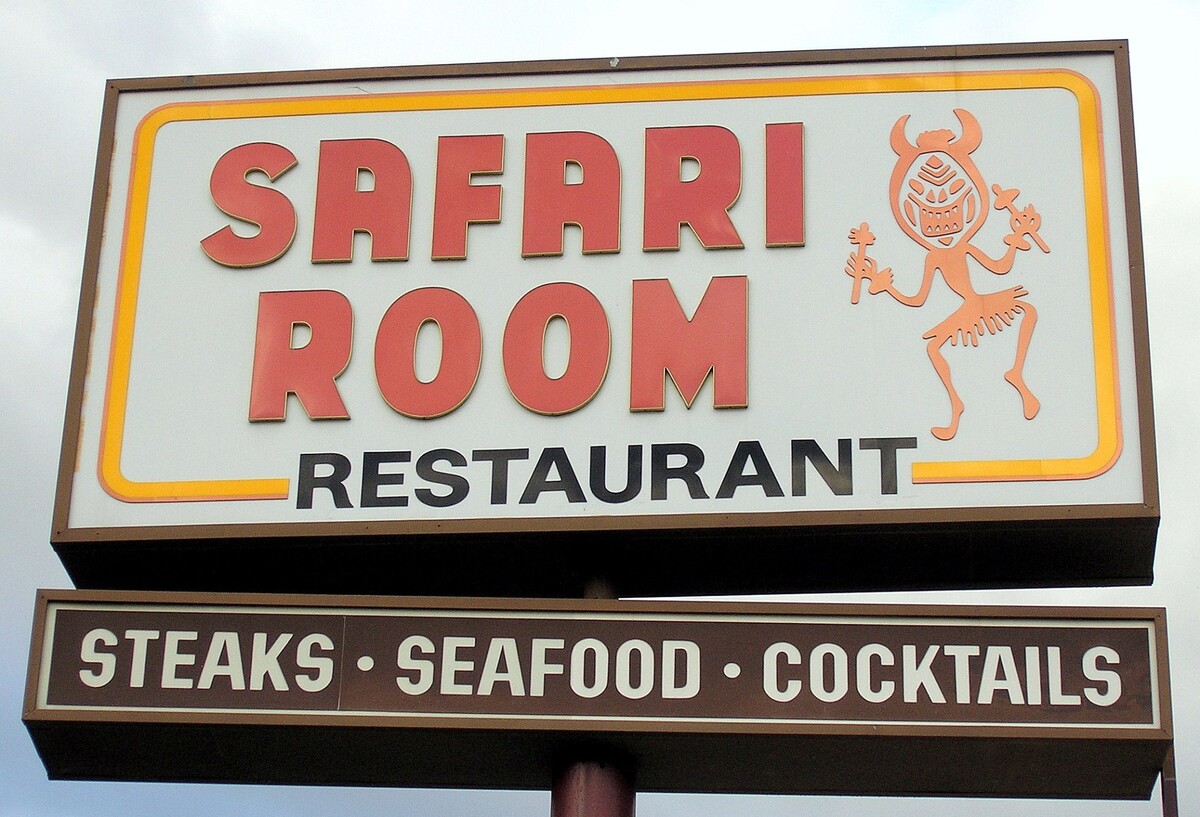 SAFARI
ROOM
RESTAURANT
STEAKS · SEAFOOD · COCKTAILS